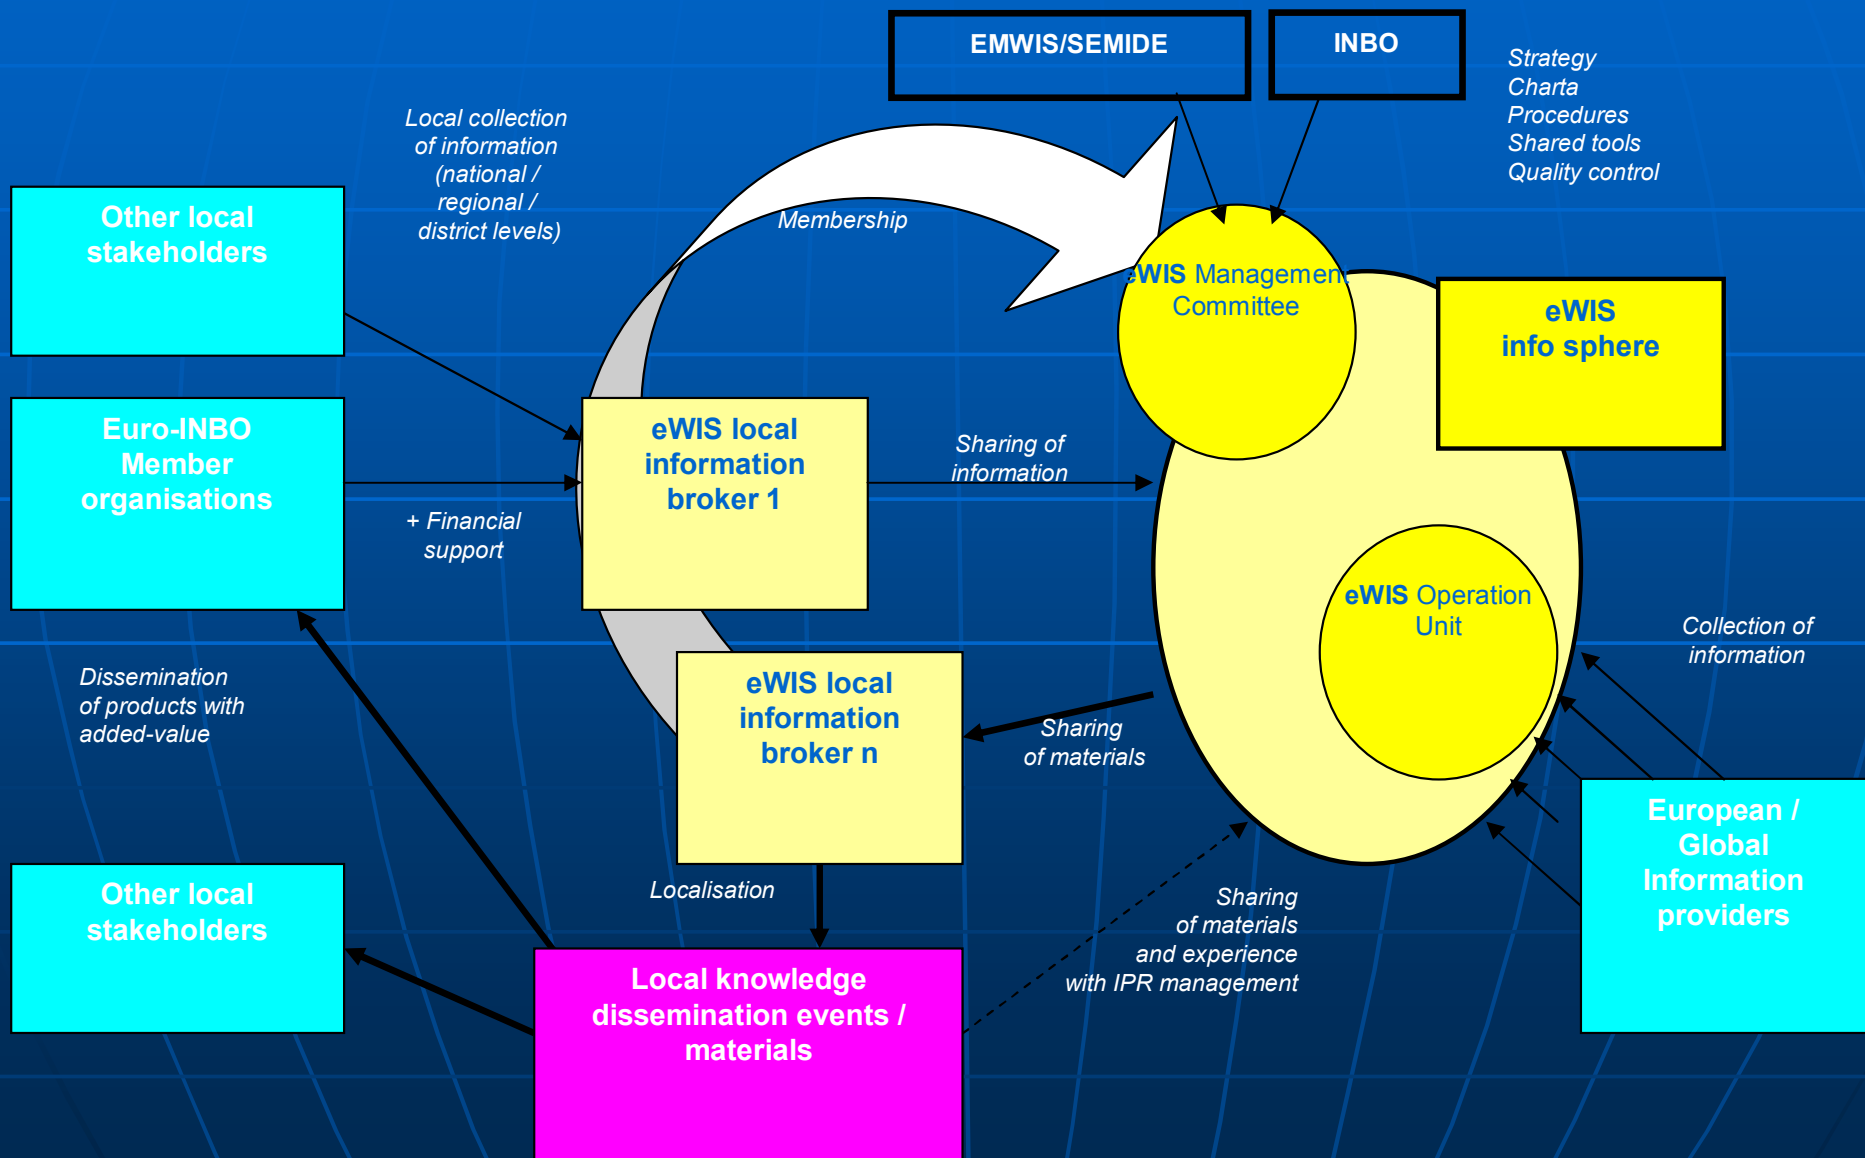 EMWIS/SEMIDE
INBO
Strategy
Charta
Procedures
Shared tools
Quality control
Local collection
of information
(national /
regional /
district levels)
Other local
stakeholders
Membership
eWIS Management
Committee
eWIS
info sphere
Euro-INBO
Member
organisations
+ Financial
support
eWIS local
information
broker 1
Sharing of
information
eWIS Operation
Unit
Collection of
information
Dissemination
of products with
added-value
eWIS local
information
broker n
Sharing
of materials
European /
Global
Information
providers
Other local
stakeholders
Localisation
Sharing
of materials
and experience
with IPR management
Local knowledge
dissemination events /
materials